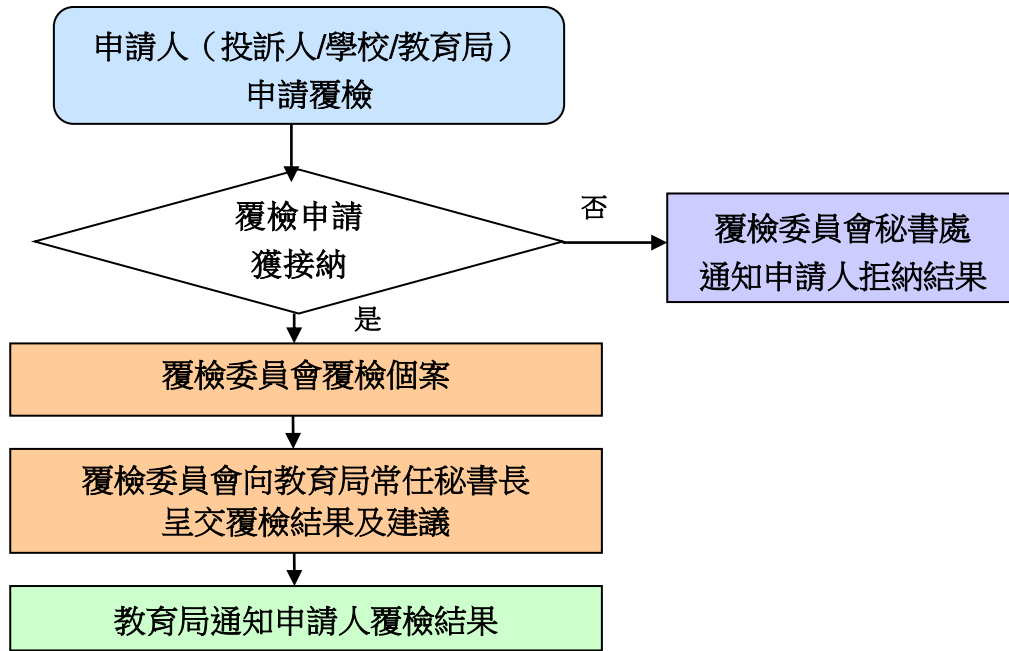 申請人（投訴人/學校/教育局）
申請覆檢
覆檢申請
獲接納
否
覆檢委員會秘書處
通知申請人拒納結果
是
覆檢委員會覆檢個案
覆檢委員會向教育局常任秘書長
呈交覆檢結果及建議
教育局通知申請人覆檢結果